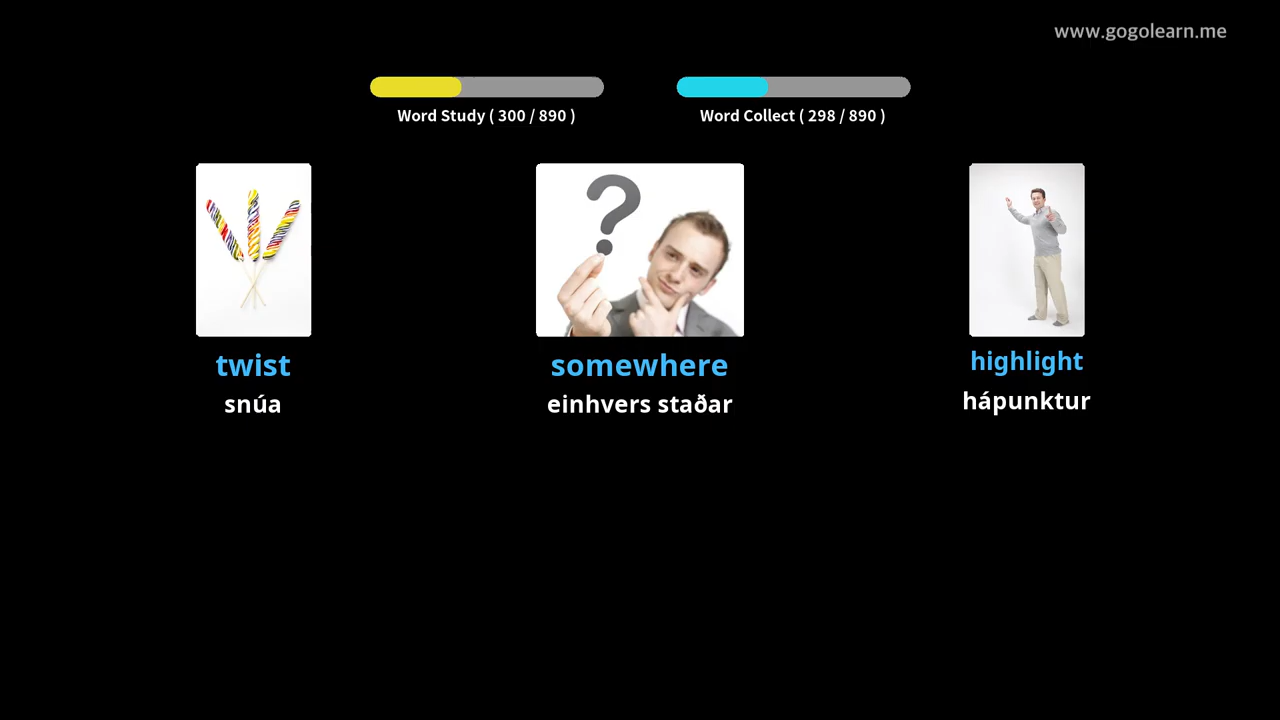 www.gogolearn.me
Word Study ( 300 / 890 )
Word Collect ( 298 / 890 )
?
twist
somewhere
highlight
snúa
einhvers staðar
hápunktur